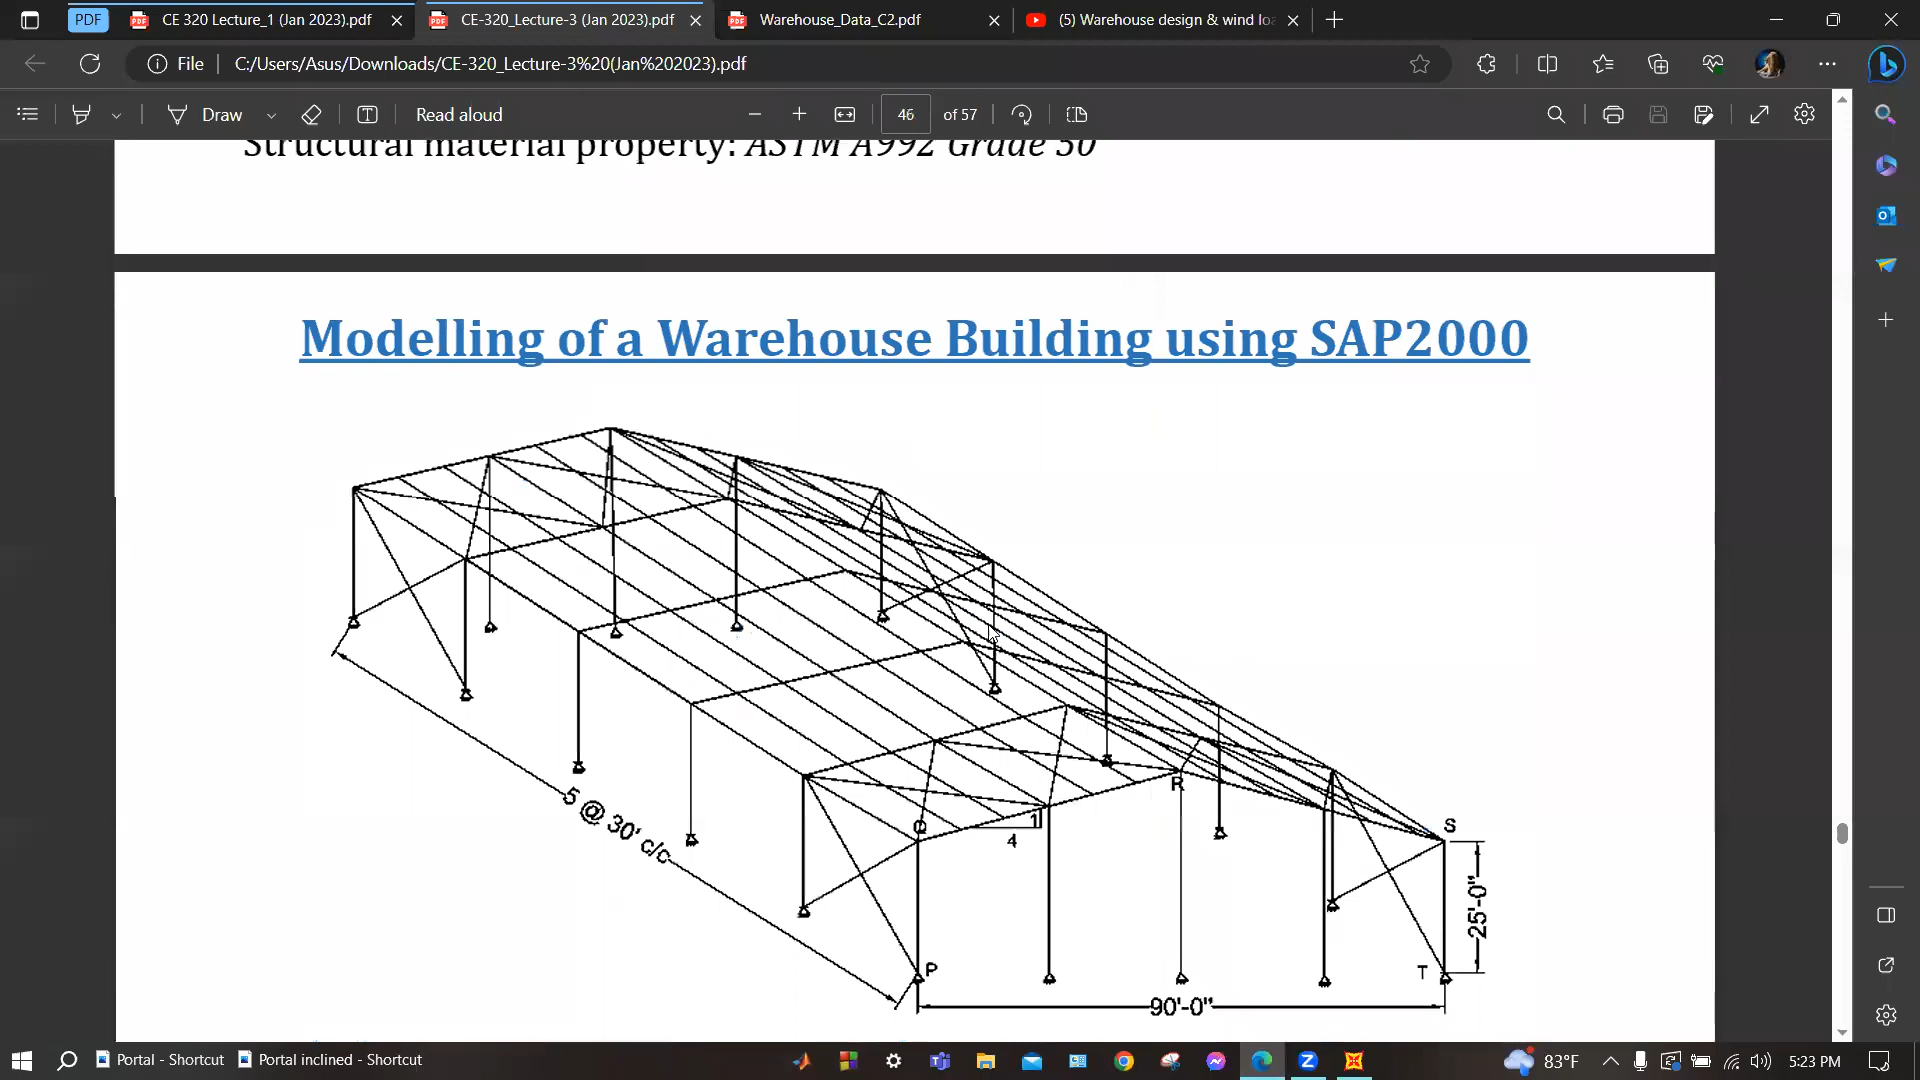 PDF
CE 320 Lecture_1 (Jan 2023).pdf
CE-320_Lecture-3 (Jan 2023).pdf
Warehouse_Data_C2.pdf
(5) Warehouse design & wind loa
File
C:/Users/Asus/Downloads/CE-320_Lecture-3%20(Jan%202023).pdf
Draw
Read aloud
46 of 57
Structural material property: ASTM A992 Grade 50
Modelling of a Warehouse Building using SAP2000
R
Q
1
4
S
5 @ 30' c/c
25'-0"
P
T
90'-0"
Portal - Shortcut
Portal inclined - Shortcut
83°F
5:23 PM